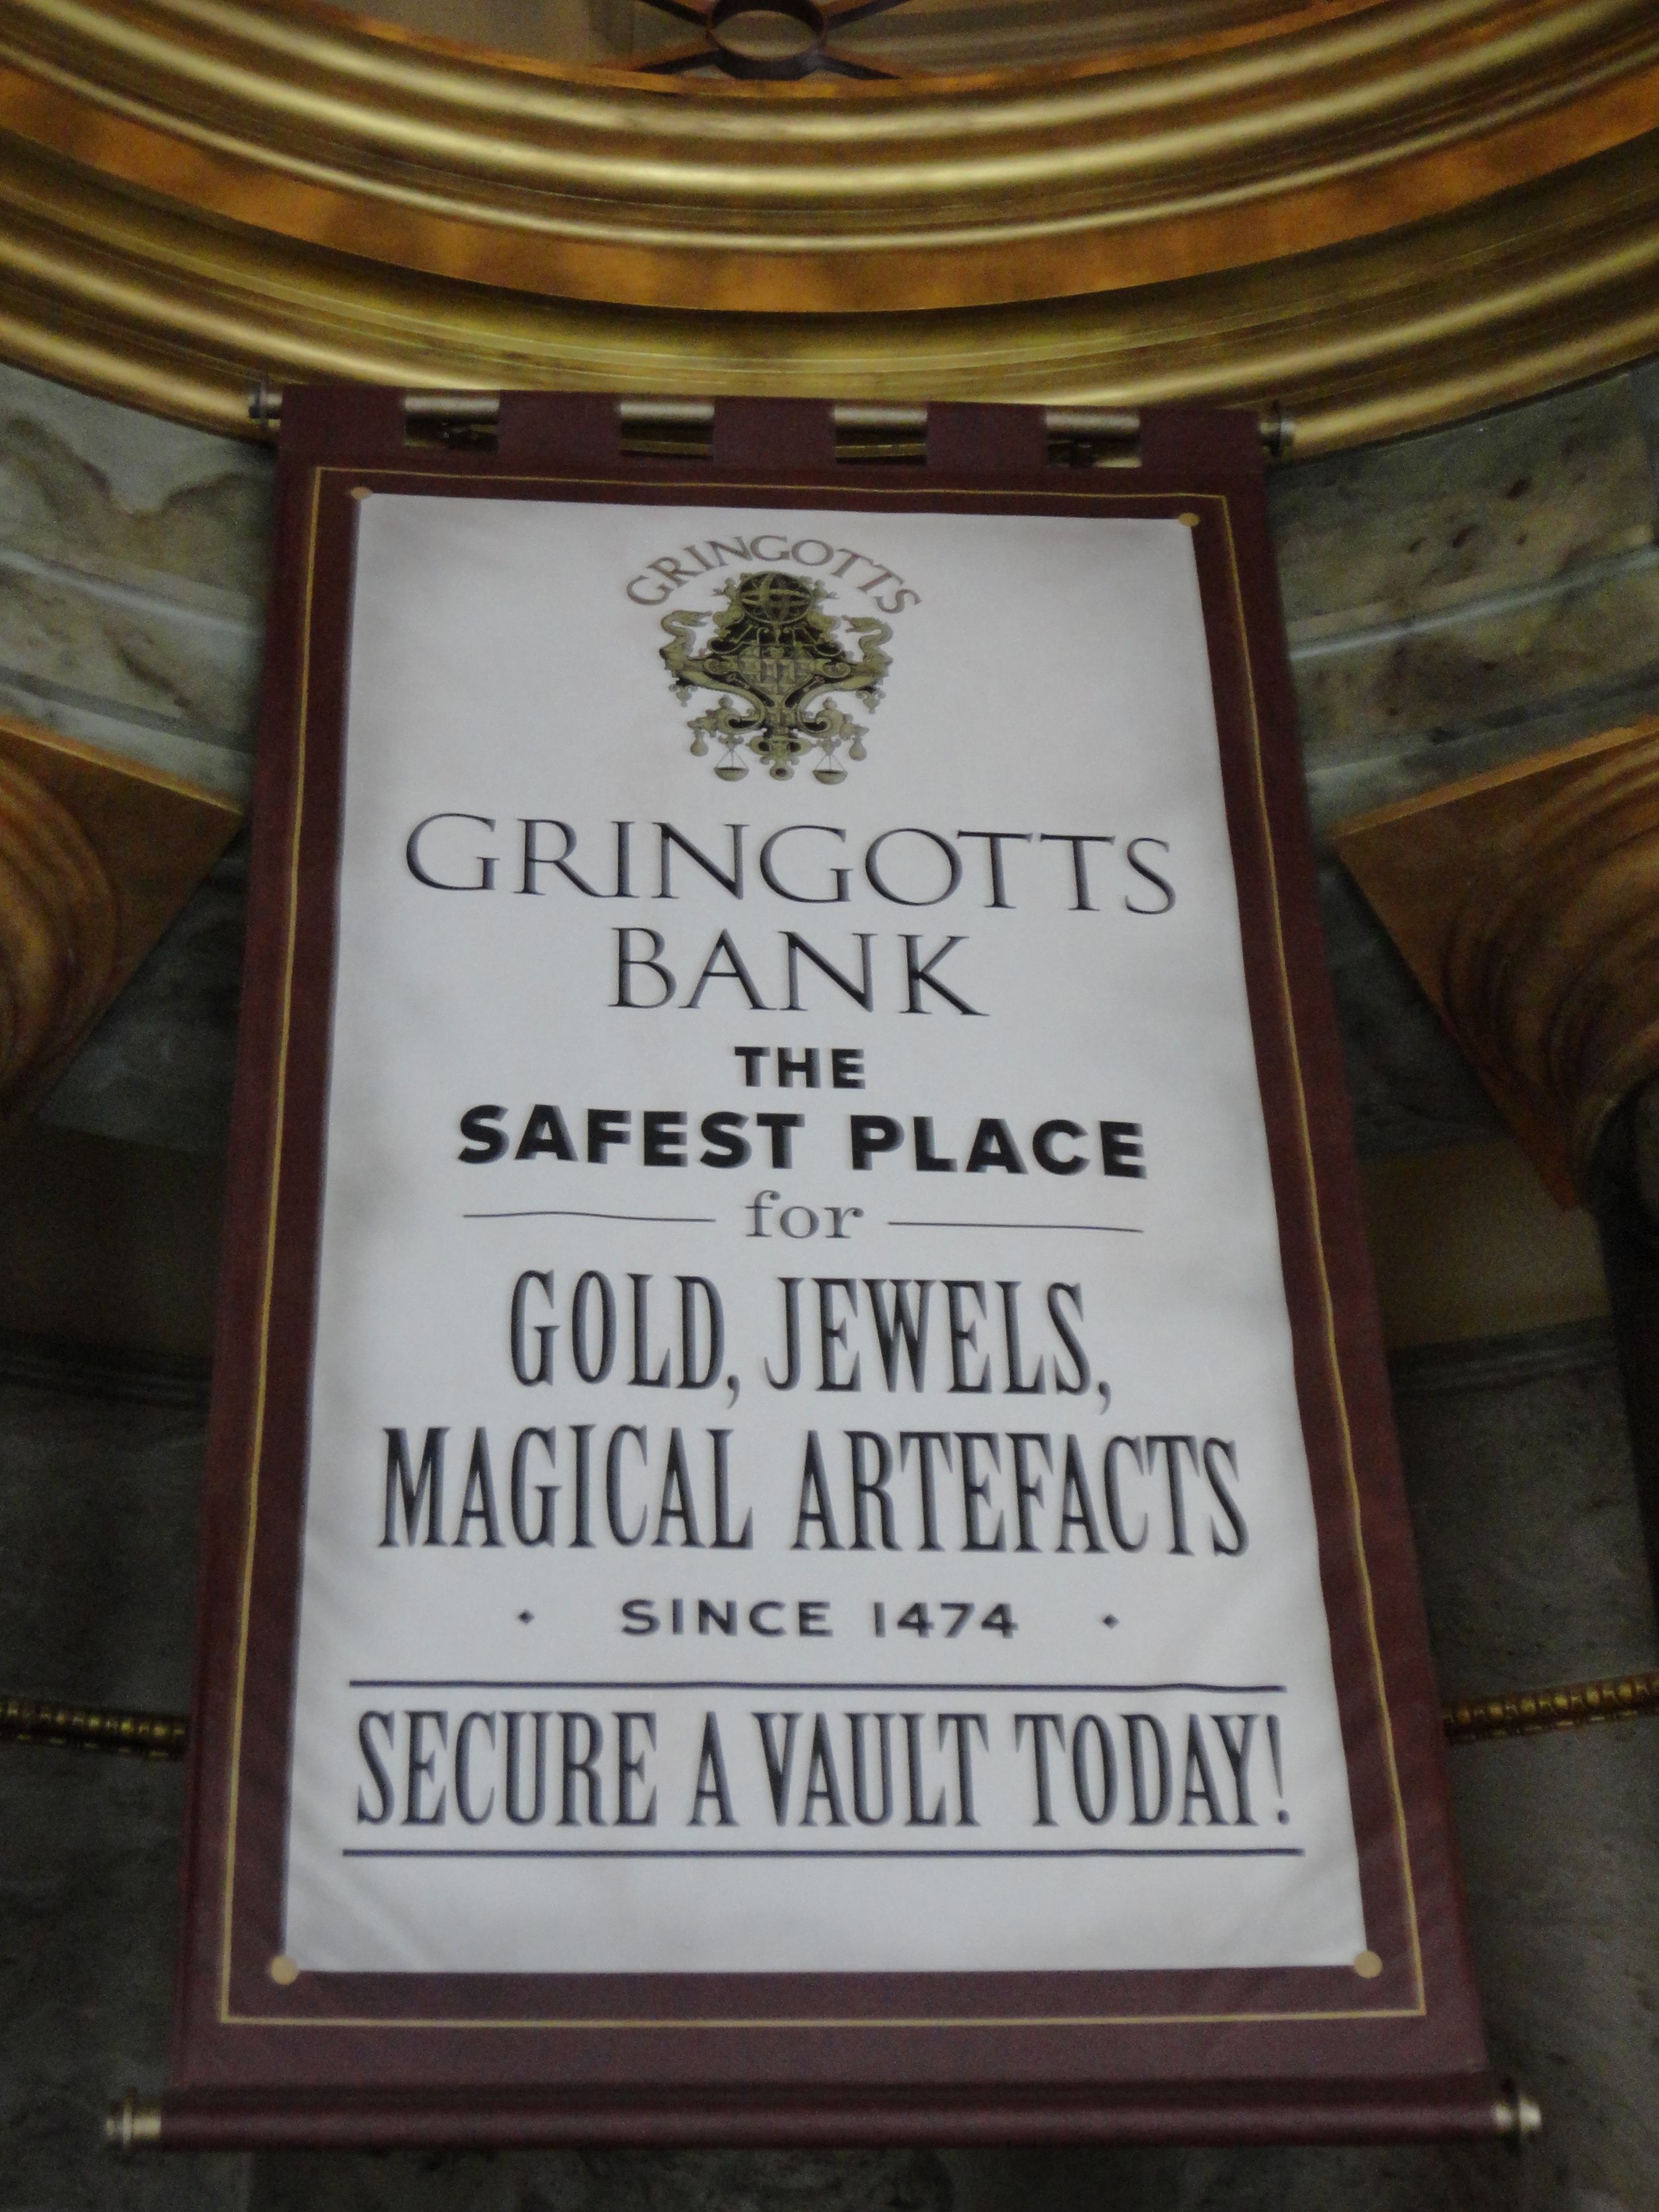 GRINGOTTS
GRINGOTTS
BANK
THE
SAFEST PLACE
for
GOLD, JEWELS,
MAGICAL ARTEFACTS
· SINCE 1474 ·
SECURE A VAULT TODAY!